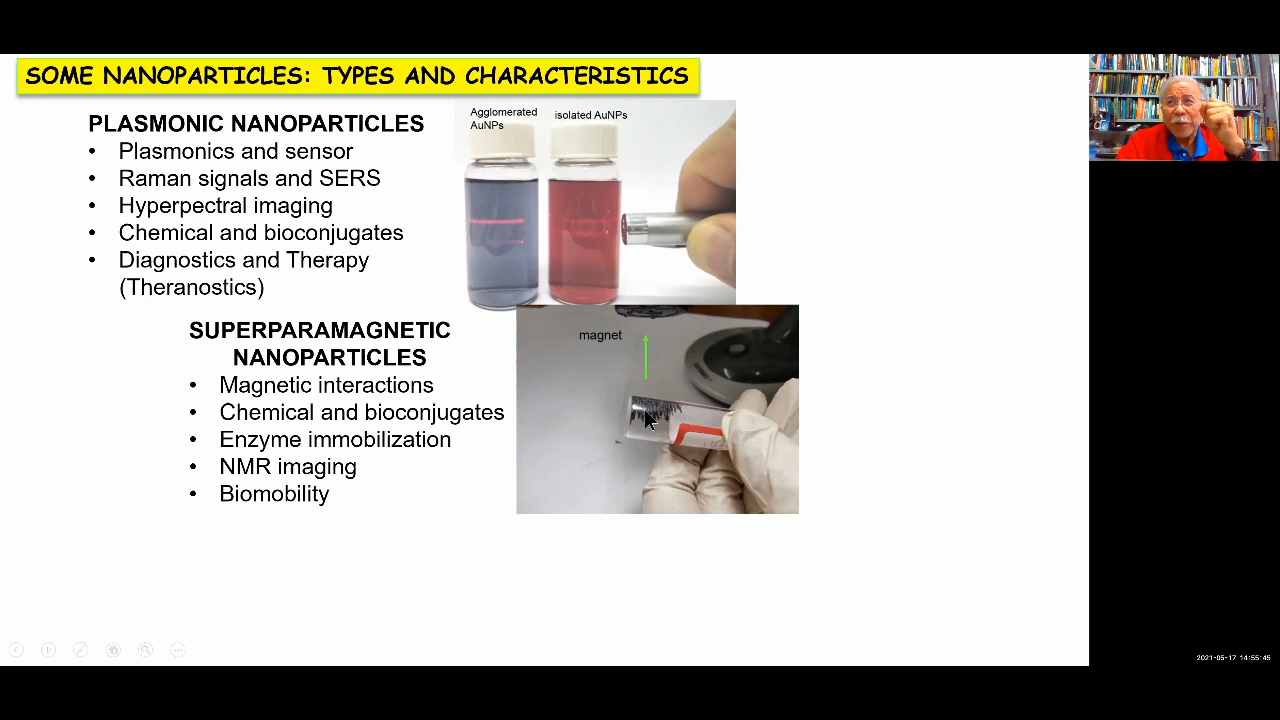 SOME NANOPARTICLES: TYPES AND CHARACTERISTICS
PLASMONIC NANOPARTICLES
• Plasmonics and sensor
• Raman signals and SERS
• Hyperpectral imaging
• Chemical and bioconjugates
• Diagnostics and Therapy
(Theranostics)
Agglomerated
AuNPs
isolated AuNPs
SUPERPARAMAGNETIC
NANOPARTICLES
• Magnetic interactions
• Chemical and bioconjugates
• Enzyme immobilization
• NMR imaging
• Biomobility
magnet
2021-05-17 14:55:45